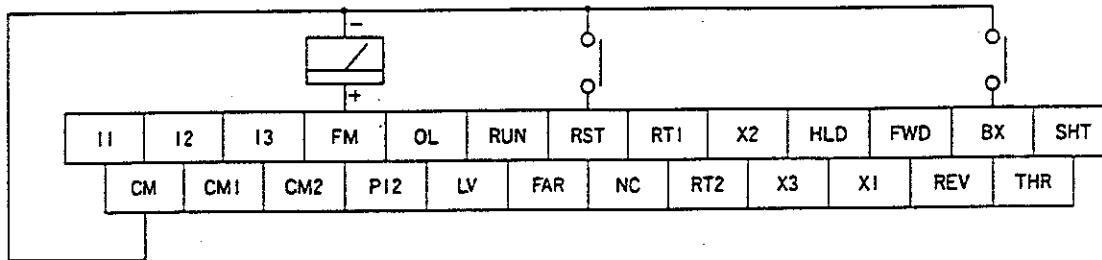 −
+
I1 I2 I3 FM OL RUN RST RT1 X2 HLD FWD BX SHT
CM CM1 CM2 P12 LV FAR NC RT2 X3 X1 REV THR